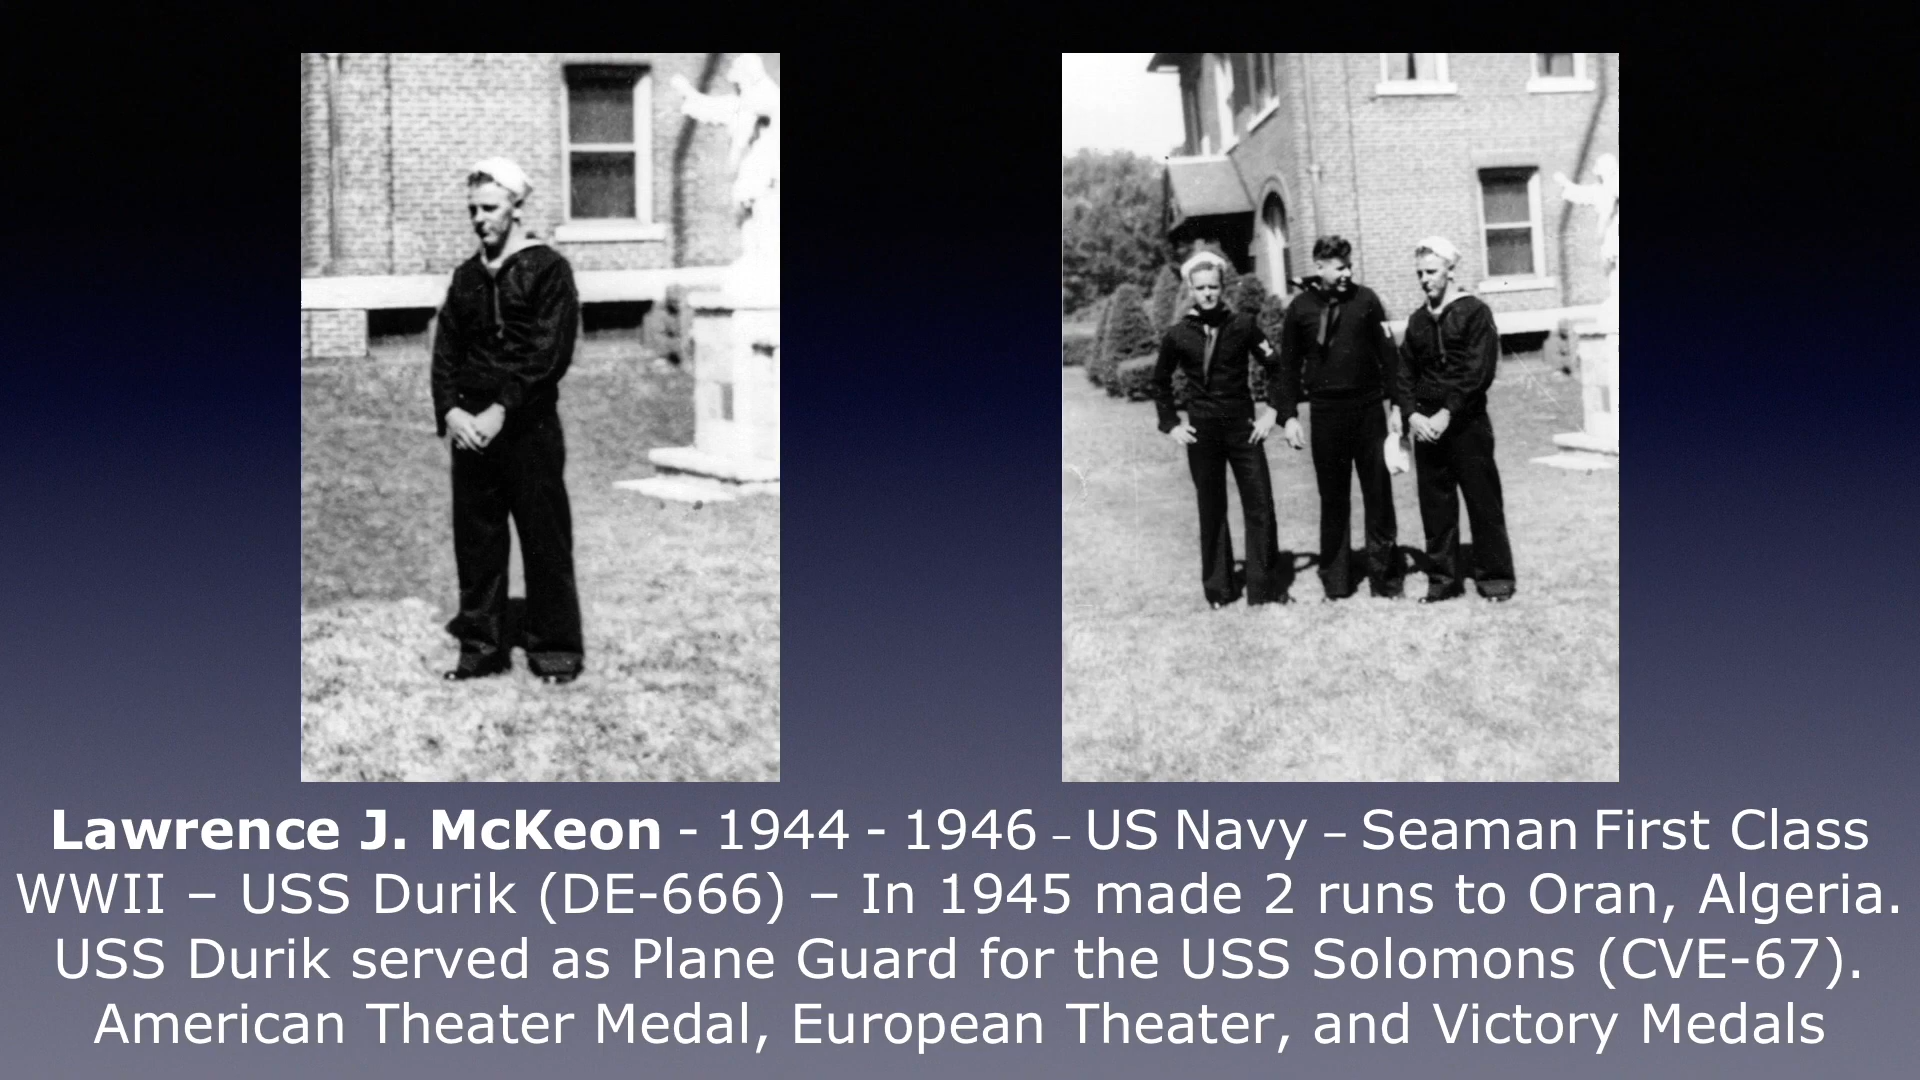 Lawrence J. McKeon - 1944 - 1946 – US Navy – Seaman First Class
WWII – USS Durik (DE-666) – In 1945 made 2 runs to Oran, Algeria.
USS Durik served as Plane Guard for the USS Solomons (CVE-67).
American Theater Medal, European Theater, and Victory Medals